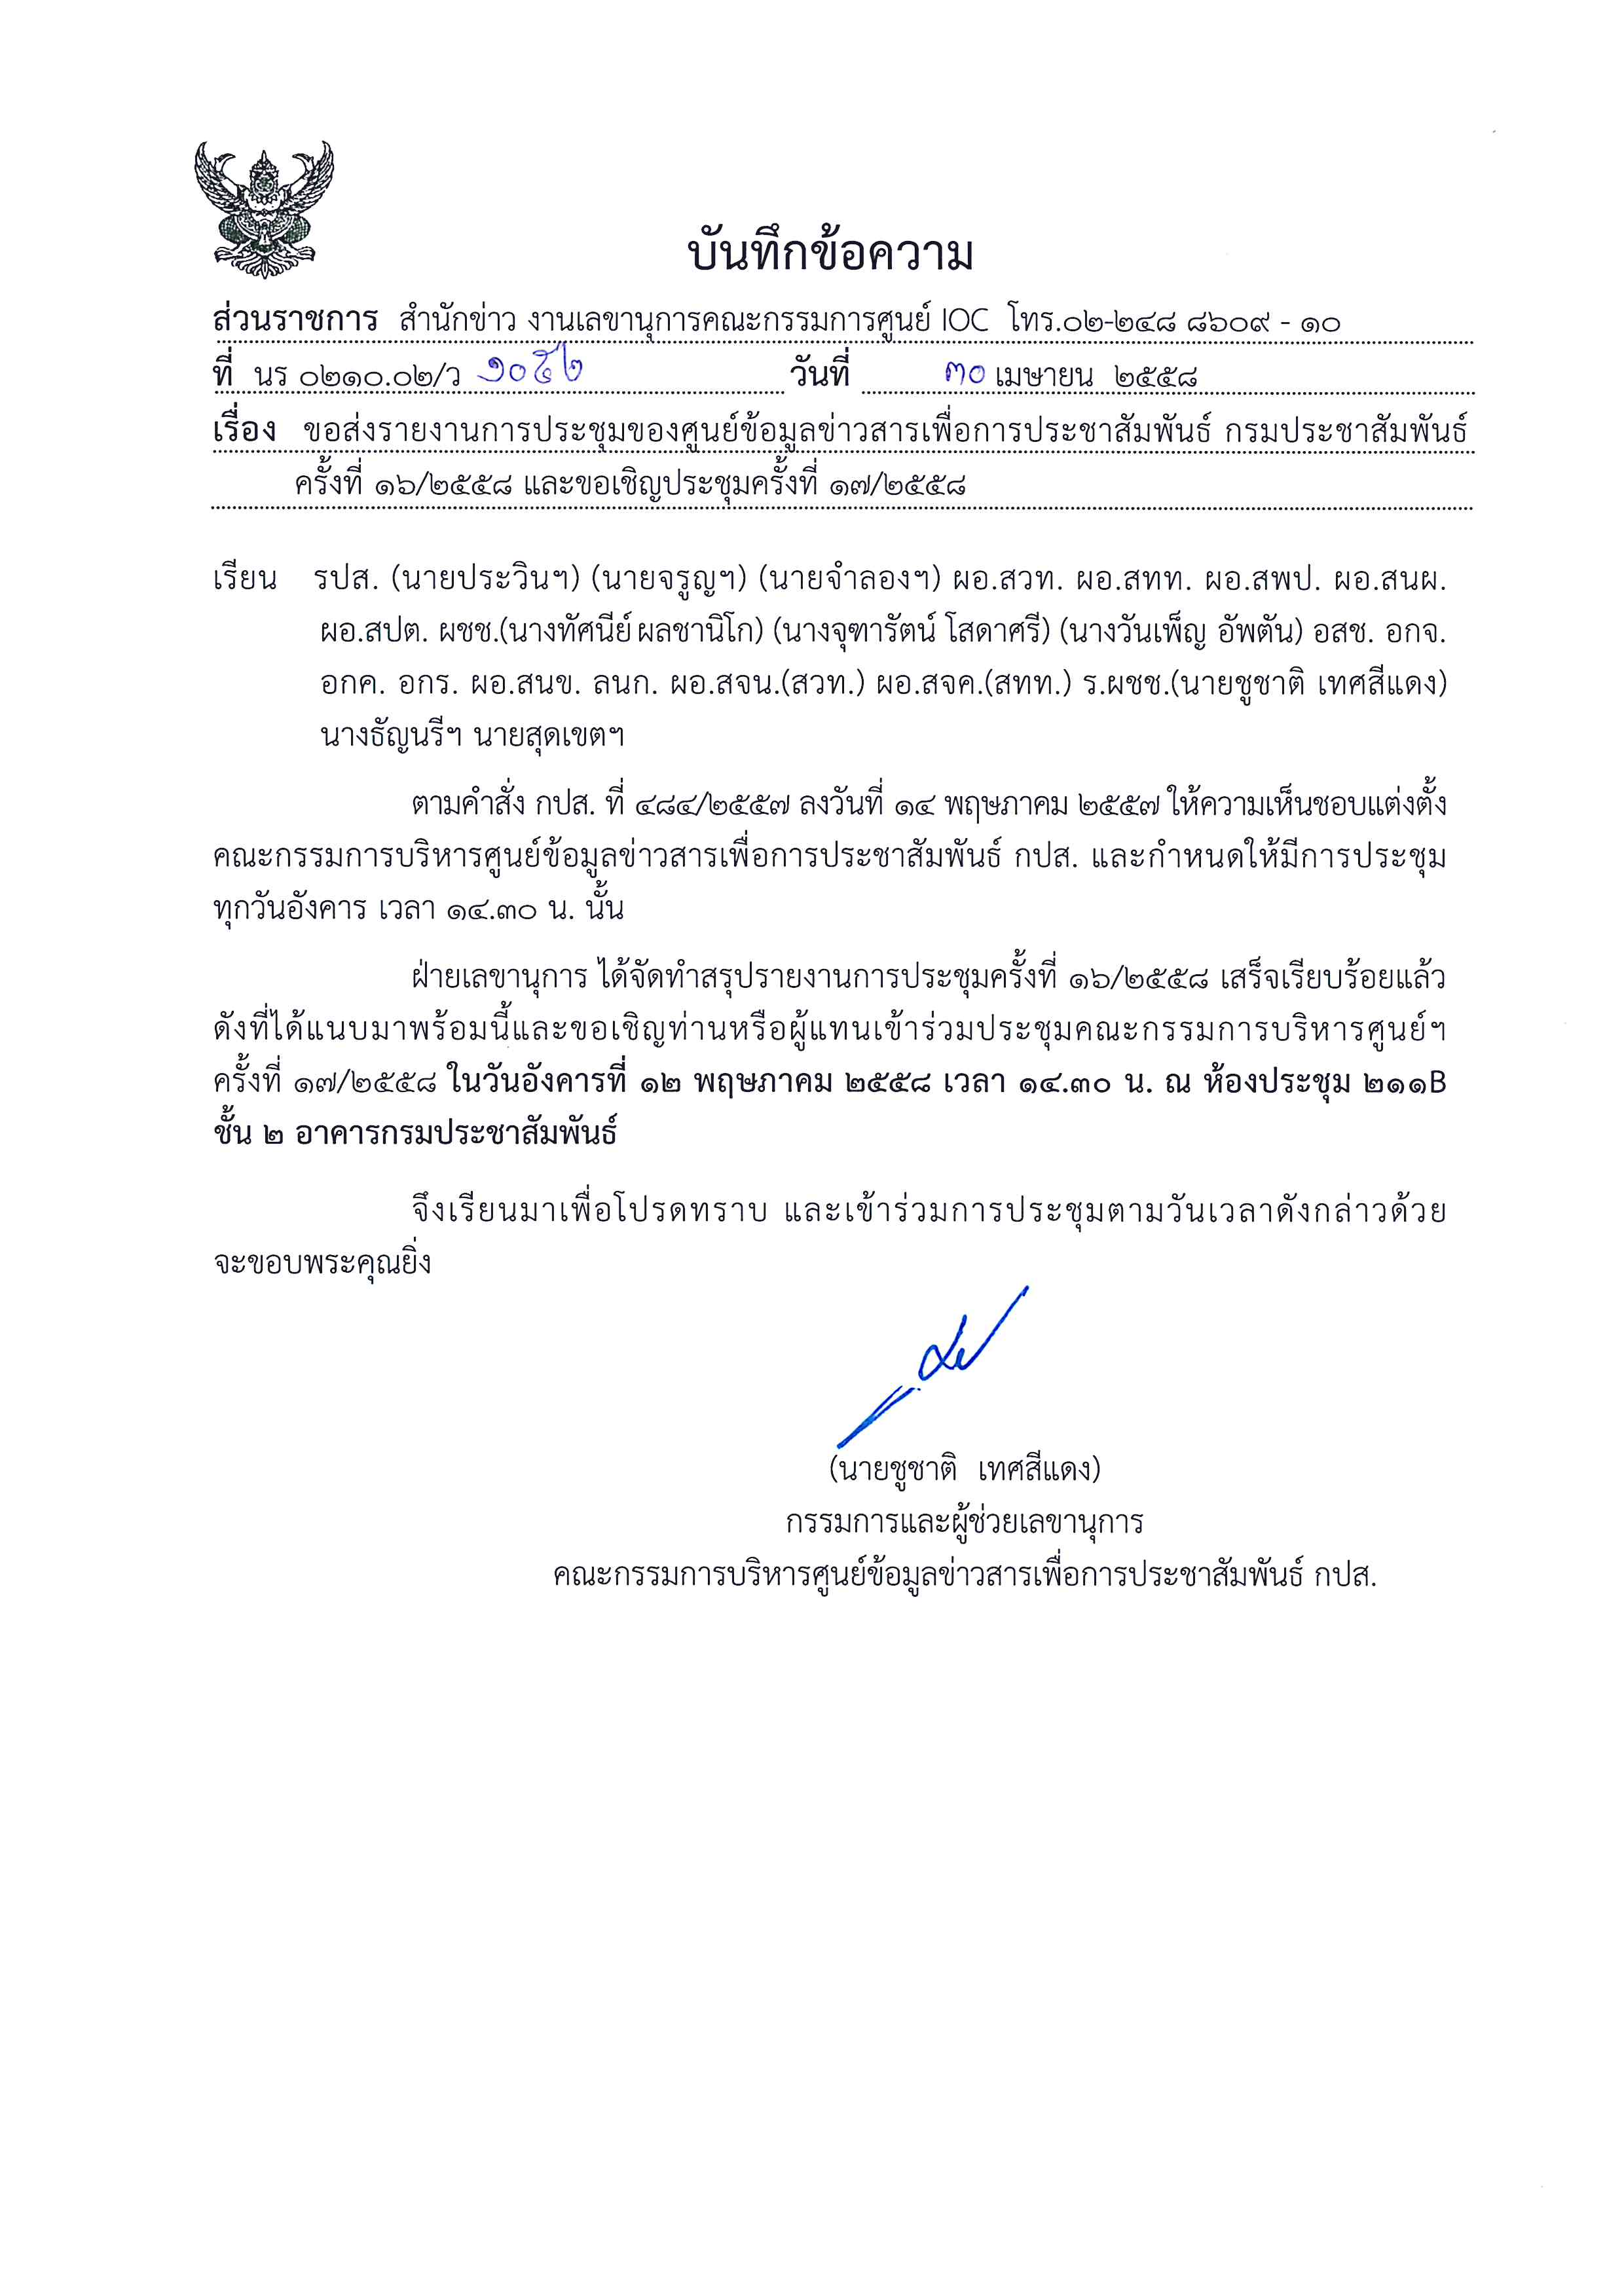 บันทึกข้อความ
ส่วนราชการ สำนักข่าว งานเลขานุการคณะกรรมการศูนย์ IOC โทร.๐๒-๒๔๘ ๘๖๐๙ - ๑๐
ที่ นร ๐๒๑๐.๐๒/ว ๑๐๕๒ วันที่ ๓๐ เมษายน ๒๕๕๘
เรื่อง ขอส่งรายงานการประชุมของศูนย์ข้อมูลข่าวสารเพื่อการประชาสัมพันธ์ กรมประชาสัมพันธ์
ครั้งที่ ๑๖/๒๕๕๘ และขอเชิญประชุมครั้งที่ ๑๗/๒๕๕๘
เรียน รปส. (นายประวินฯ) (นายจรูญฯ) (นายจำลองฯ) ผอ.สวท. ผอ.สทท. ผอ.สพป. ผอ.สนผ.
ผอ.สปต. ผชช.(นางทัศนีย์ ผลชานิโก) (นางจุฑารัตน์ โสดาศรี) (นางวันเพ็ญ อัพตัน) อสช. อกจ.
อกค. อกร. ผอ.สนข. ลนก. ผอ.สจน.(สวท.) ผอ.สจค.(สทท.) ร.ผชช.(นายชูชาติ เทศสีแดง)
นางธัญนรีฯ นายสุดเขตฯ
ตามคำสั่ง กปส. ที่ ๔๘๔/๒๕๕๗ ลงวันที่ ๑๔ พฤษภาคม ๒๕๕๗ ให้ความเห็นชอบแต่งตั้ง
คณะกรรมการบริหารศูนย์ข้อมูลข่าวสารเพื่อการประชาสัมพันธ์ กปส. และกำหนดให้มีการประชุม
ทุกวันอังคาร เวลา ๑๔.๓๐ น. นั้น
ฝ่ายเลขานุการ ได้จัดทำสรุปรายงานการประชุมครั้งที่ ๑๖/๒๕๕๘ เสร็จเรียบร้อยแล้ว
ดังที่ได้แนบมาพร้อมนี้และขอเชิญท่านหรือผู้แทนเข้าร่วมประชุมคณะกรรมการบริหารศูนย์ฯ
ครั้งที่ ๑๗/๒๕๕๘ ในวันอังคารที่ ๑๒ พฤษภาคม ๒๕๕๘ เวลา ๑๔.๓๐ น. ณ ห้องประชุม ๒๑๑B
ชั้น ๒ อาคารกรมประชาสัมพันธ์
จึงเรียนมาเพื่อโปรดทราบ และเข้าร่วมการประชุมตามวันเวลาดังกล่าวด้วย
จะขอบพระคุณยิ่ง
(นายชูชาติ เทศสีแดง)
กรรมการและผู้ช่วยเลขานุการ
คณะกรรมการบริหารศูนย์ข้อมูลข่าวสารเพื่อการประชาสัมพันธ์ กปส.